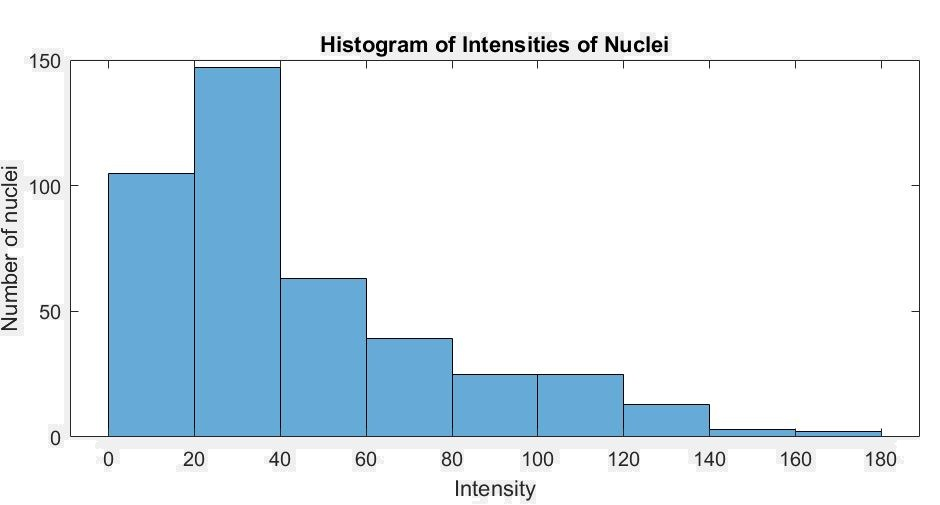 Histogram of Intensities of Nuclei
150
100
50
0
Number of nuclei
0 20 40 60 80 100 120 140 160 180
Intensity